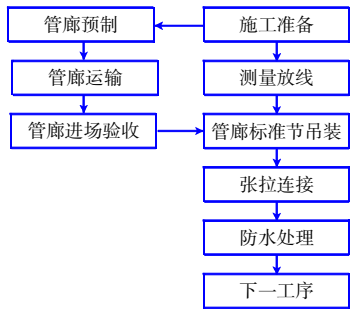 管廊预制
施工准备
管廊运输
测量放线
管廊进场验收
管廊标准节吊装
张拉连接
防水处理
下一工序